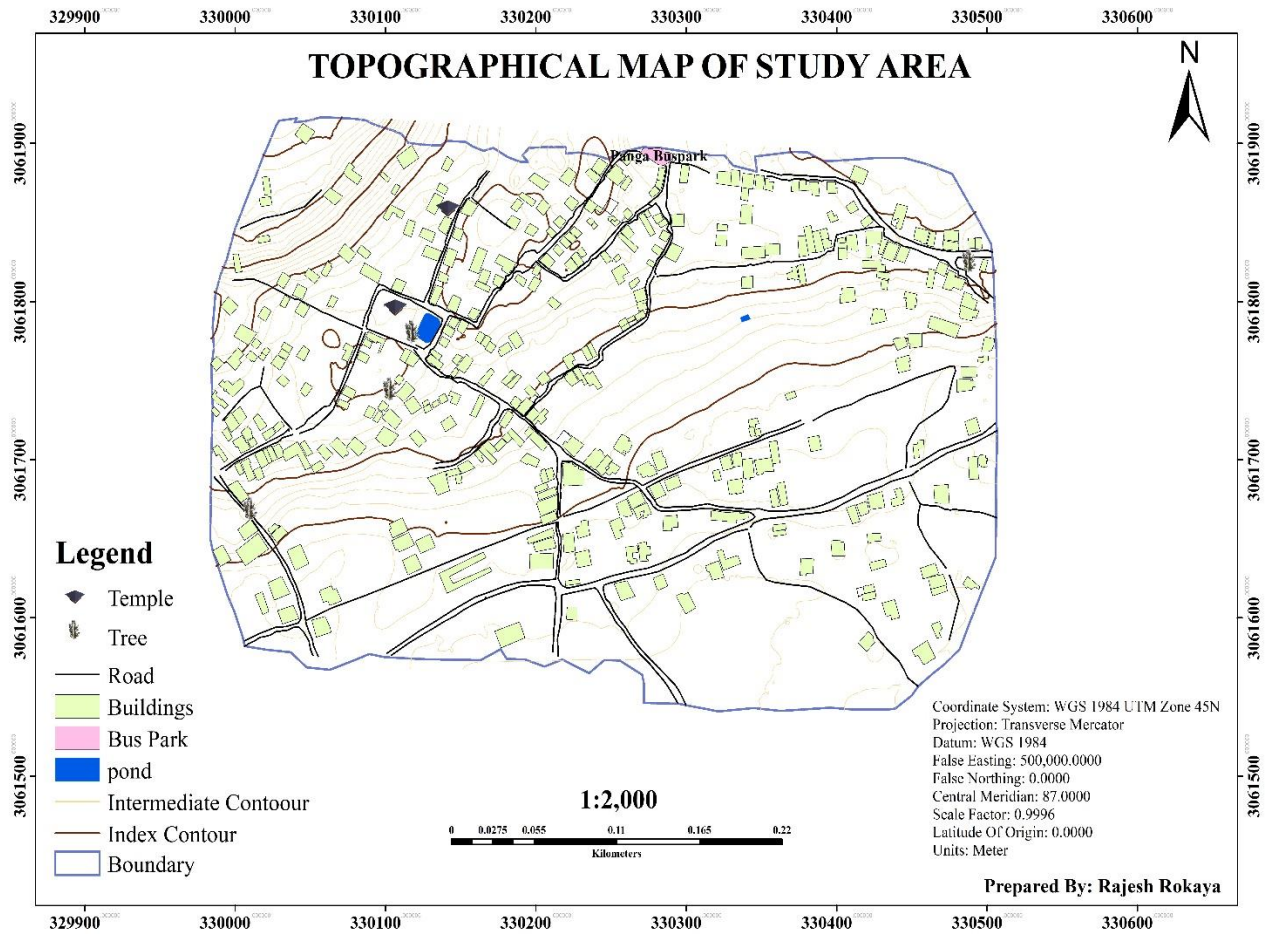 329900 330000 330100 330200 330300 330400 330500 330600
TOPOGRAPHICAL MAP OF STUDY AREA
N
3061900
3061900
Panga Buspark
3061800
3061800
3061700
3061700
3061600
3061600
3061500
3061500
Legend
Temple
Tree
Road
Buildings
Bus Park
pond
Intermediate Contoour
Index Contour
Boundary
1:2,000
0 0.0275 0.055 0.11 0.165 0.22
Kilometers
Coordinate System: WGS 1984 UTM Zone 45N
Projection: Transverse Mercator
Datum: WGS 1984
False Easting: 500,000.0000
False Northing: 0.0000
Central Meridian: 87.0000
Scale Factor: 0.9996
Latitude Of Origin: 0.0000
Units: Meter
Prepared By: Rajesh Rokaya
329900 330000 330100 330200 330300 330400 330500 330600